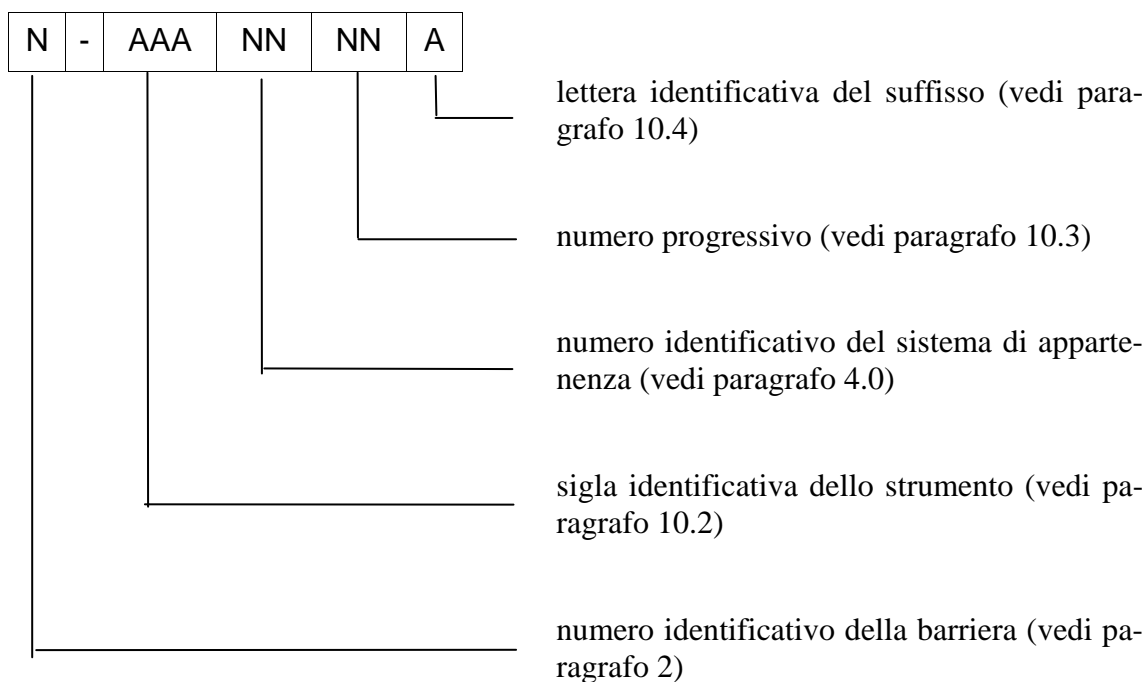 N - AAA NN NN A
lettera identificativa del suffisso (vedi para-
grafo 10.4)
numero progressivo (vedi paragrafo 10.3)
numero identificativo del sistema di apparte-
nenza (vedi paragrafo 4.0)
sigla identificativa dello strumento (vedi pa-
ragrafo 10.2)
numero identificativo della barriera (vedi pa-
ragrafo 2)